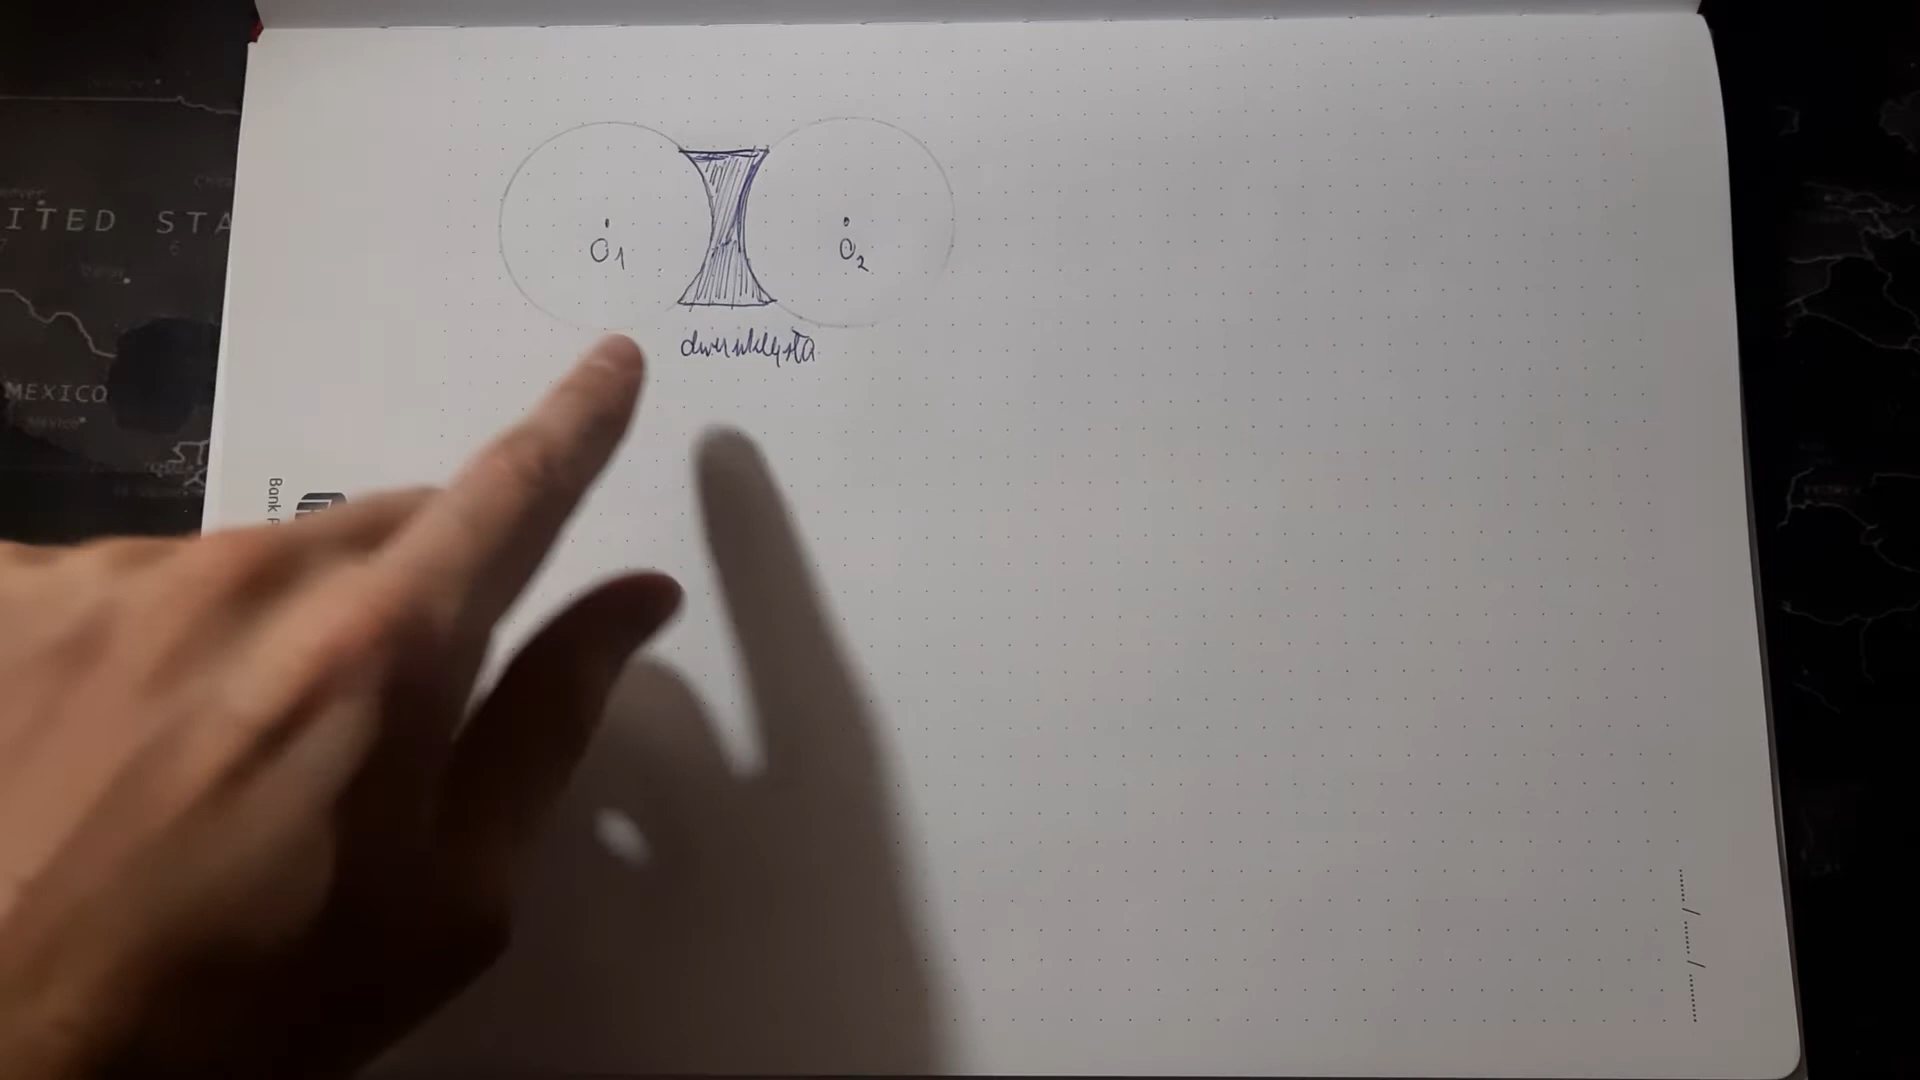 ITED STA
MEXICO
O1
O2
dwuwklęsła
Bank P